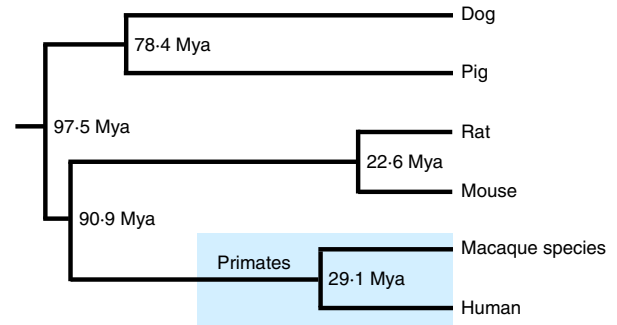 Dog
78·4 Mya
Pig
97·5 Mya
Rat
22·6 Mya
Mouse
90·9 Mya
Macaque species
Primates
29·1 Mya
Human